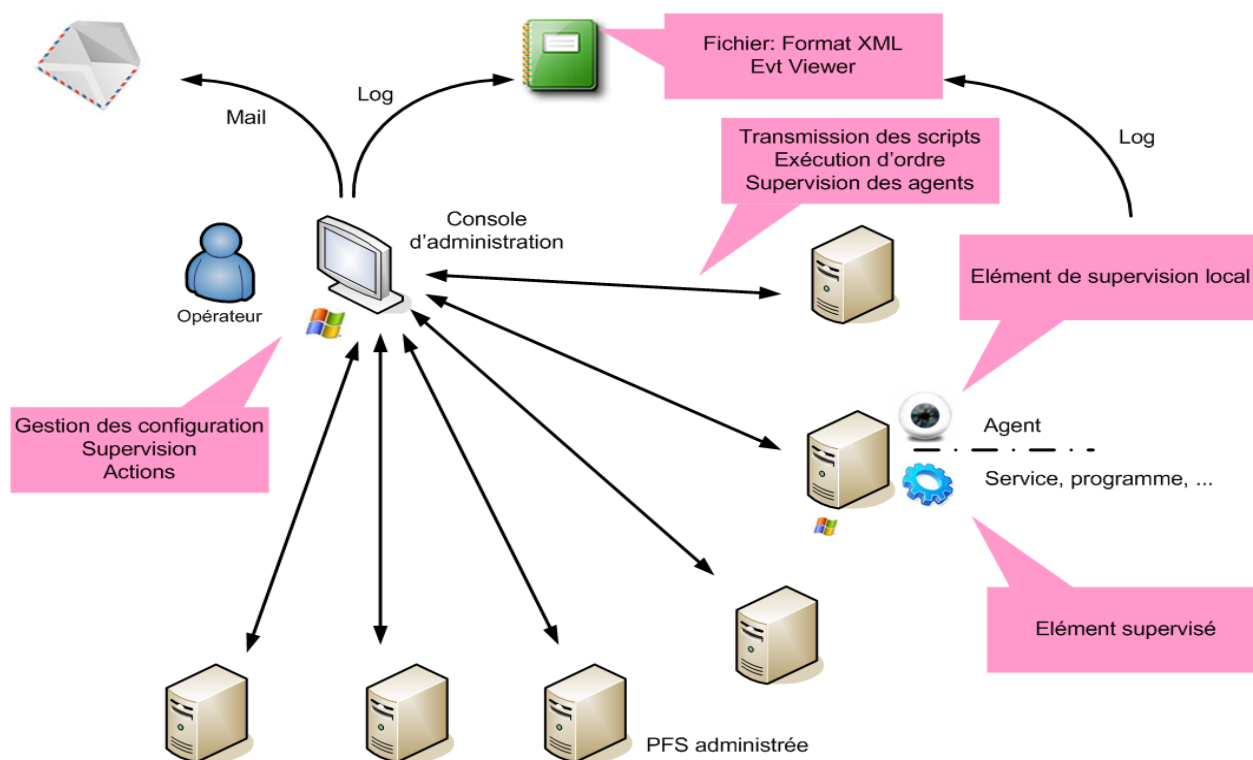 Fichier: Format XML
Evt Viewer
Log
Mail
Log
Transmission des scripts
Exécution d'ordre
Supervision des agents
Console
d'administration
Elément de supervision local
Opérateur
Gestion des configuration
Supervision
Actions
Agent
Service, programme, ...
Elément supervisé
PFS administrée